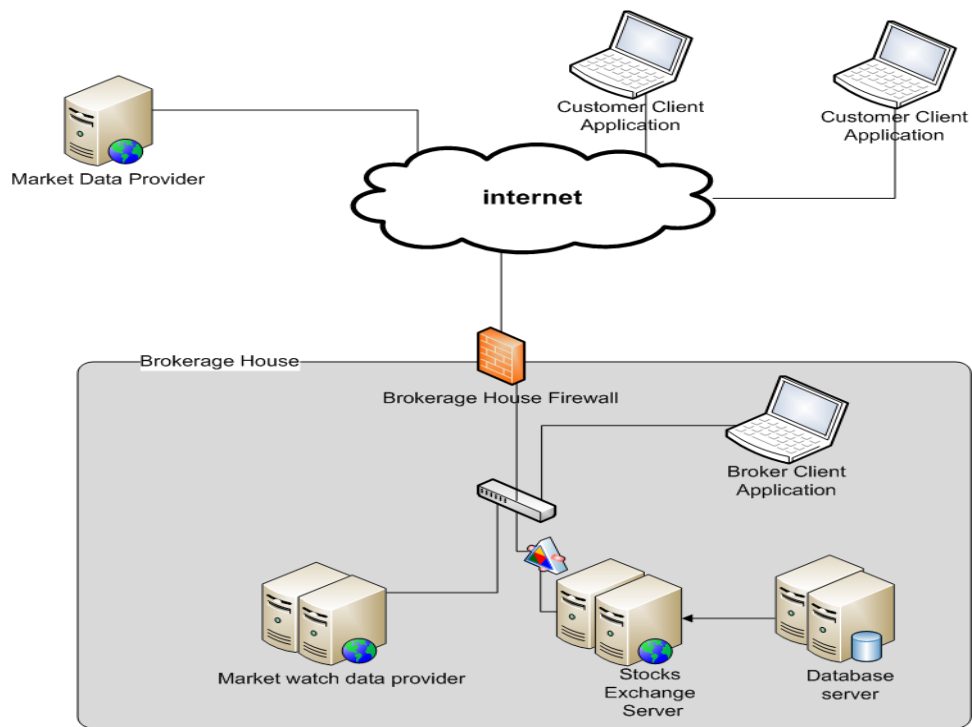 Customer Client
Application
Customer Client
Application
Market Data Provider
internet
Brokerage House
Brokerage House Firewall
Broker Client
Application
Market watch data provider
Stocks
Exchange
Server
Database
server